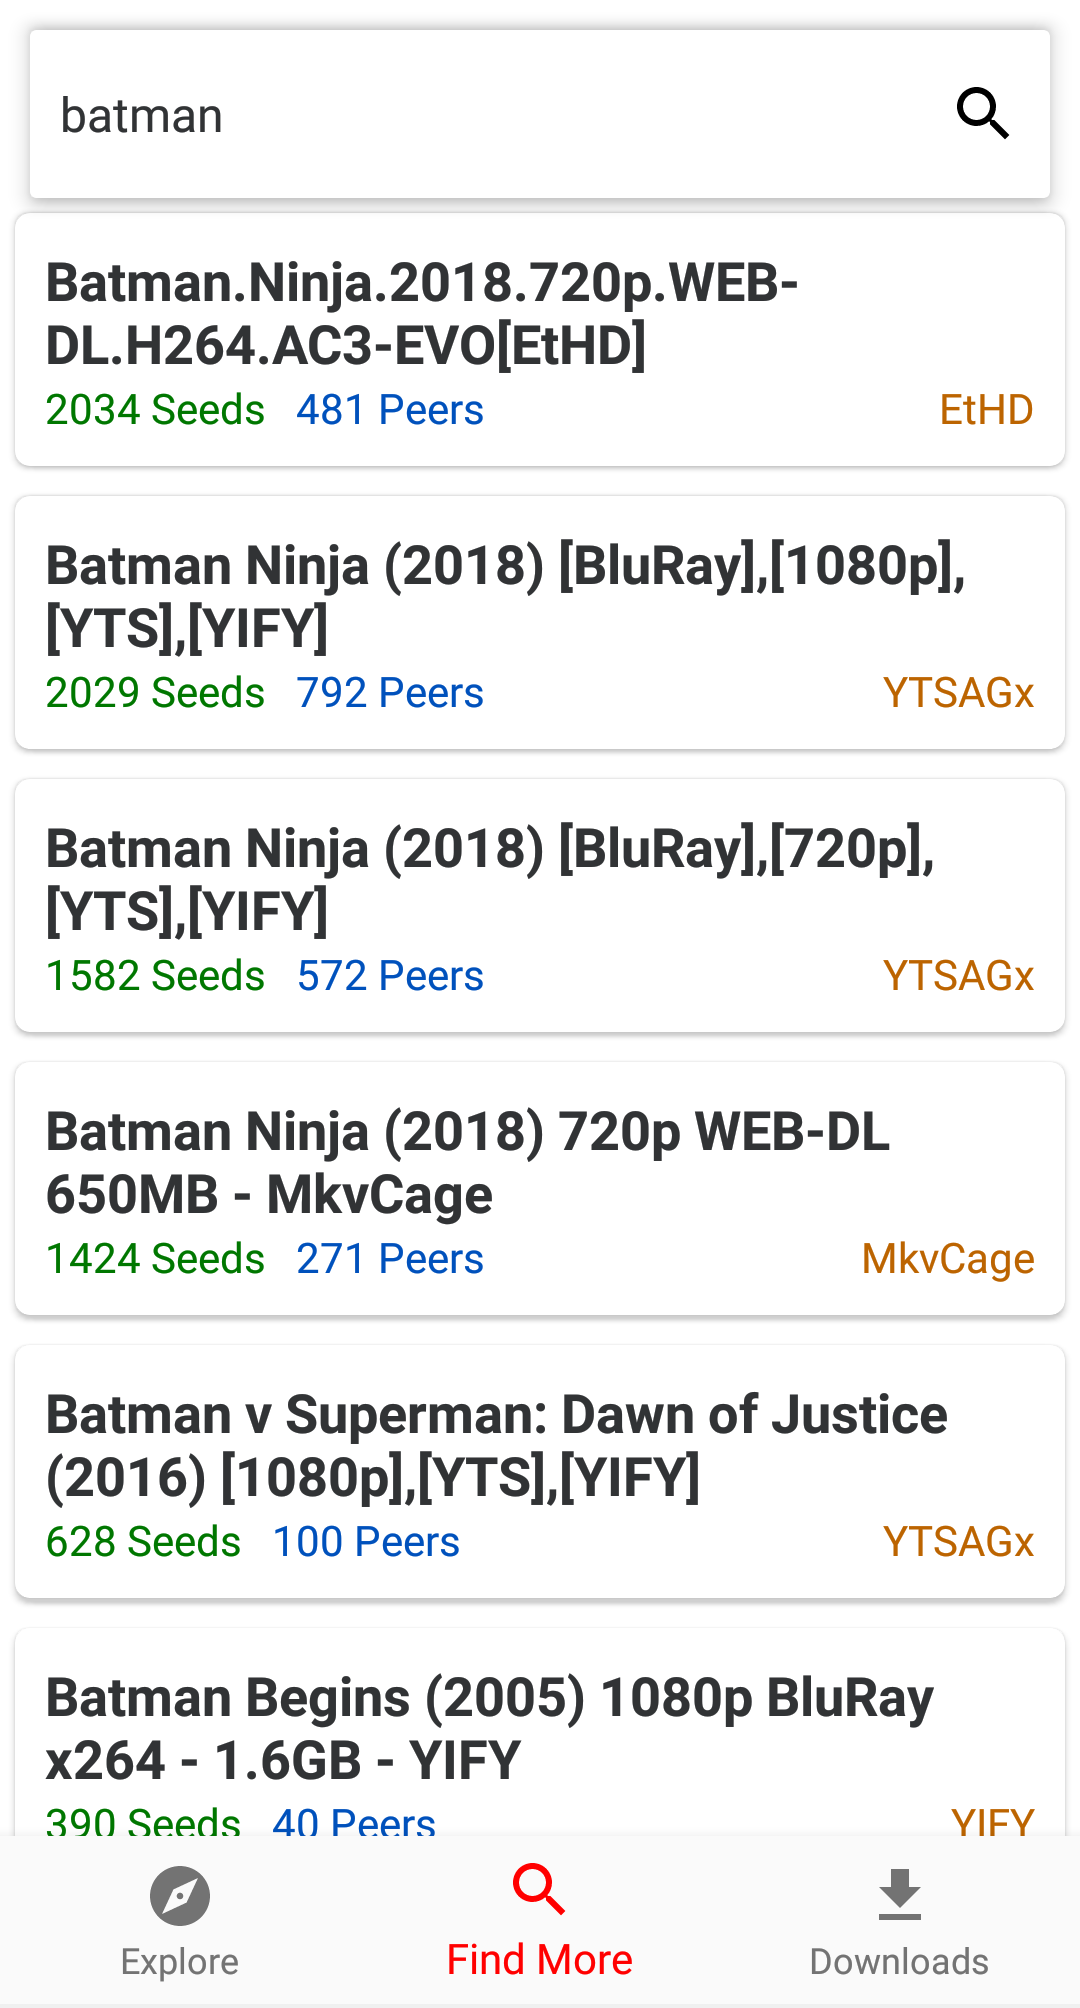 batman
Batman.Ninja.2018.720p.WEB-
DL.H264.AC3-EVO[EtHD]
2034 Seeds 481 Peers EtHD
Batman Ninja (2018) [BluRay],[1080p],
[YTS],[YIFY]
2029 Seeds 792 Peers YTSAGx
Batman Ninja (2018) [BluRay],[720p],
[YTS],[YIFY]
1582 Seeds 572 Peers YTSAGx
Batman Ninja (2018) 720p WEB-DL
650MB - MkvCage
1424 Seeds 271 Peers MkvCage
Batman v Superman: Dawn of Justice
(2016) [1080p],[YTS],[YIFY]
628 Seeds 100 Peers YTSAGx
Batman Begins (2005) 1080p BluRay
x264 - 1.6GB - YIFY
390 Seeds 40 Peers YIFY
Explore Find More Downloads